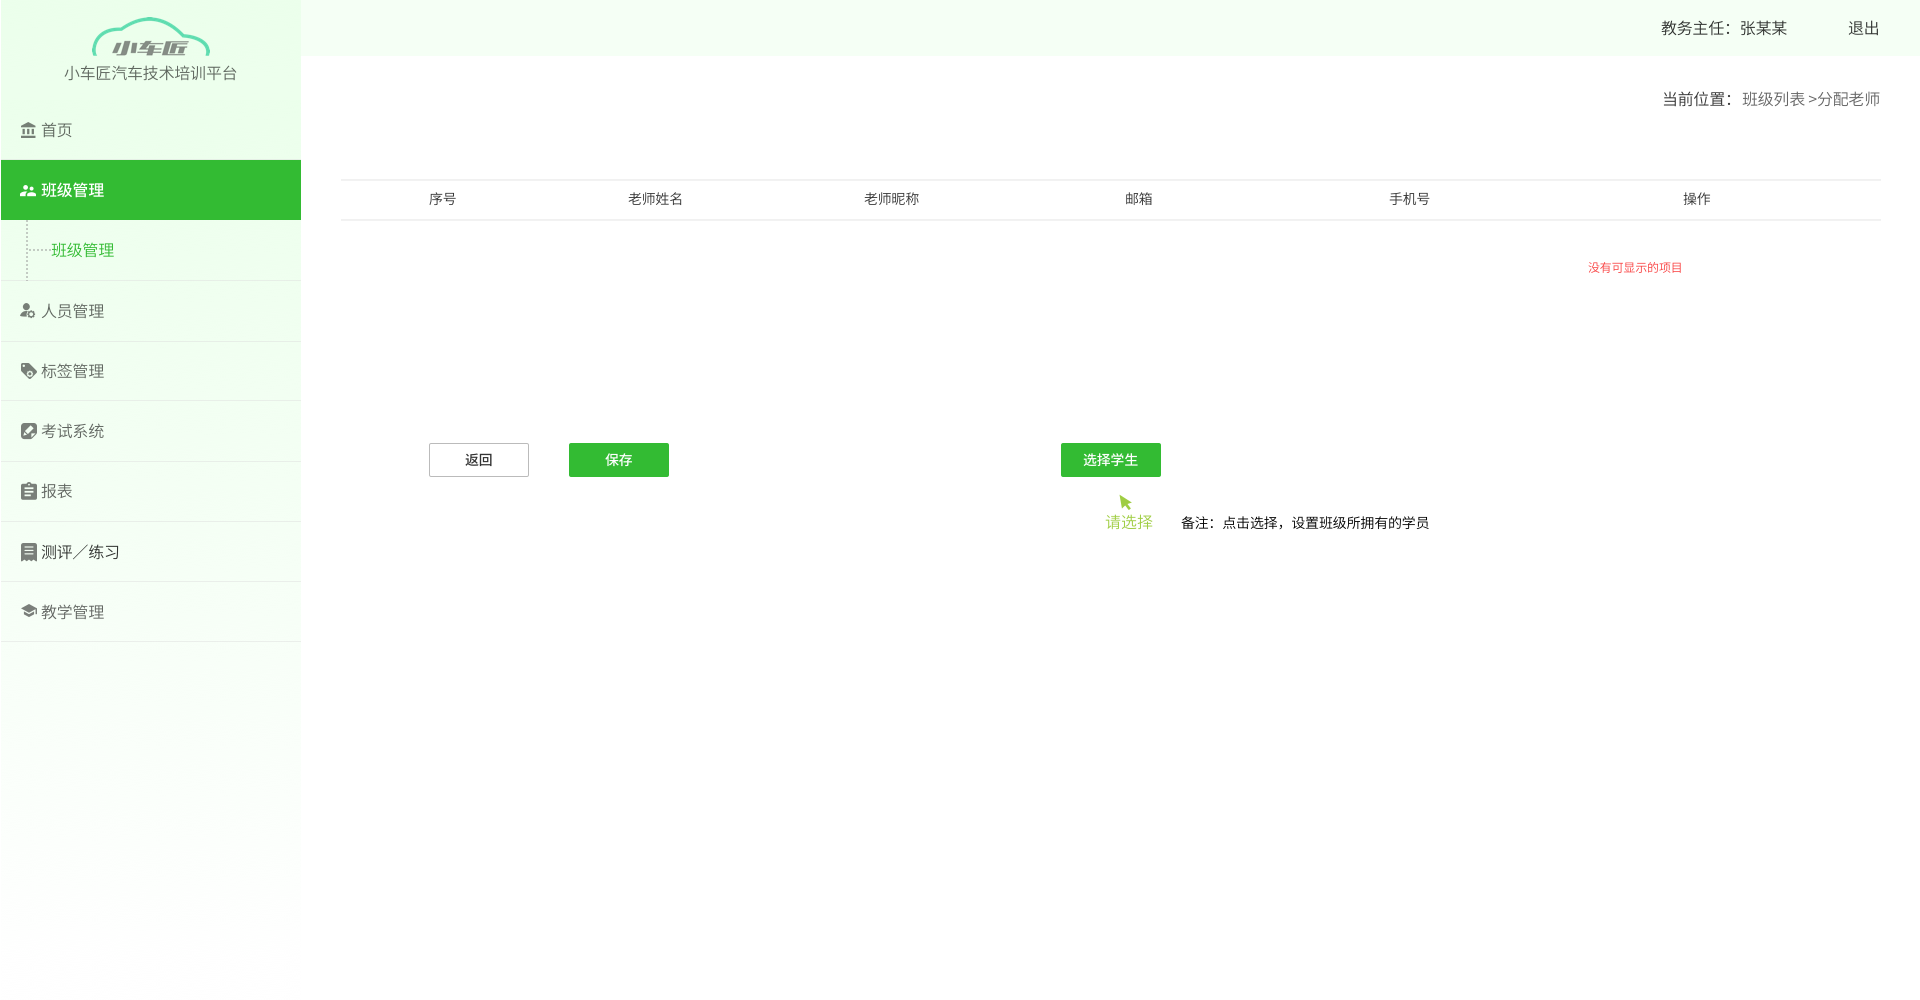 小车匠
小车匠汽车技术培训平台
教务主任：张某某 退出
当前位置：班级列表 >分配老师
首页
班级管理
班级管理
人员管理
标签管理
考试系统
报表
测评／练习
教学管理
序号 老师姓名 老师昵称 邮箱 手机号 操作
没有可显示的项目
返回 保存 选择学生
请选择 备注：点击选择，设置班级所拥有的学员